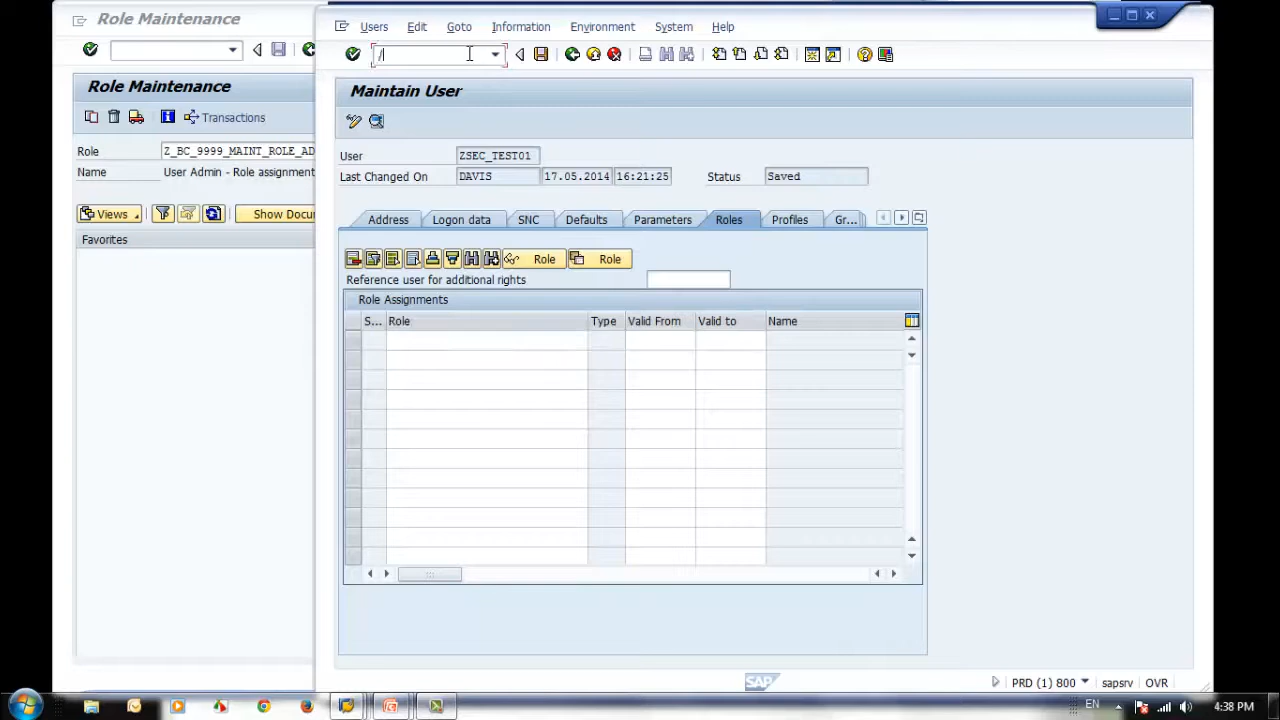 Role Maintenance
Role Maintenance
Transactions
Role
Z_BC_9999_MAINT_ROLE_AD
Name
User Admin - Role assignment
Views
Show Docu
Favorites
Users Edit Goto Information Environment System Help
/
Maintain User
User
ZSEC_TEST01
Last Changed On
DAVIS 17.05.2014 16:21:25
Status
Saved
Address Logon data SNC Defaults Parameters Roles Profiles Gr...
Role
Role
Reference user for additional rights
Role Assignments
S... Role Type Valid From Valid to Name
SAP
PRD (1) 800 sapsrv OVR
EN
4:38 PM